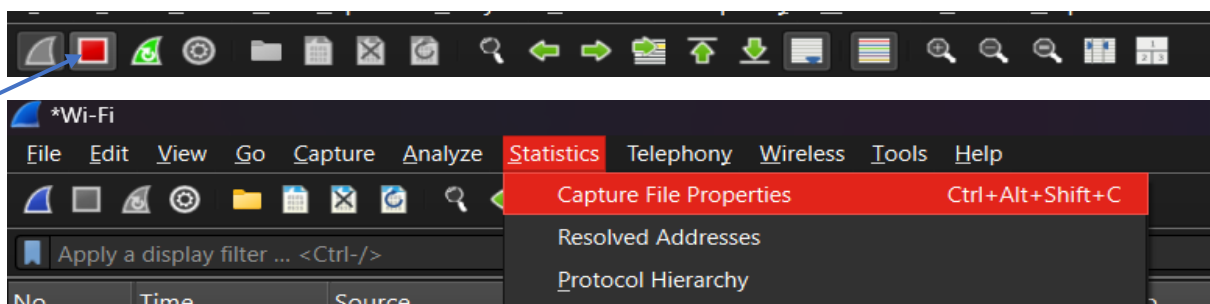 *Wi-Fi
File Edit View Go Capture Analyze Statistics Telephony Wireless Tools Help
Capture File Properties Ctrl+Alt+Shift+C
Apply a display filter ... <Ctrl-/>
Resolved Addresses
Protocol Hierarchy
No. Time Source